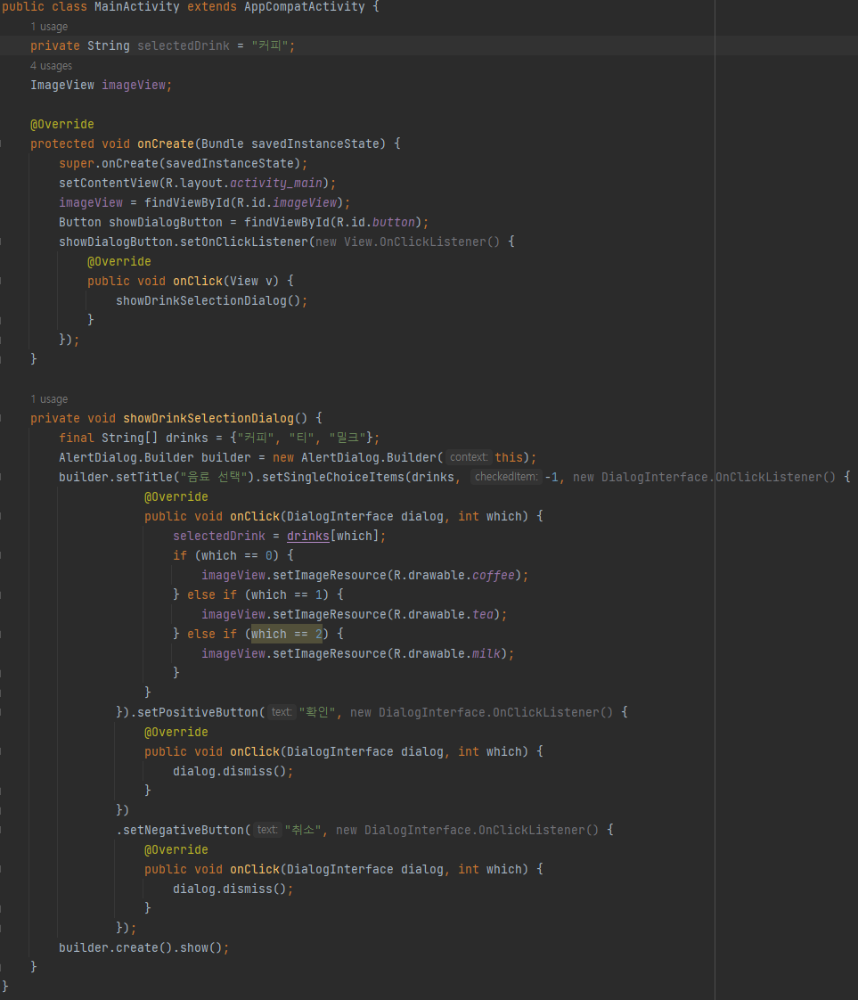 public class MainActivity extends AppCompatActivity {
1 usage
private String selectedDrink = "커피";
4 usages
ImageView imageView;
@Override
protected void onCreate(Bundle savedInstanceState) {
super.onCreate(savedInstanceState);
setContentView(R.layout.activity_main);
imageView = findViewById(R.id.imageView);
Button showDialogButton = findViewById(R.id.button);
showDialogButton.setOnClickListener(new View.OnClickListener() {
@Override
public void onClick(View v) {
showDrinkSelectionDialog();
}
});
}
1 usage
private void showDrinkSelectionDialog() {
final String[] drinks = {"커피", "티", "밀크"};
AlertDialog.Builder builder = new AlertDialog.Builder( context: this);
builder.setTitle("음료 선택").setSingleChoiceItems(drinks, checkedItem: -1, new DialogInterface.OnClickListener() {
@Override
public void onClick(DialogInterface dialog, int which) {
selectedDrink = drinks[which];
if (which == 0) {
imageView.setImageResource(R.drawable.coffee);
} else if (which == 1) {
imageView.setImageResource(R.drawable.tea);
} else if (which == 2) {
imageView.setImageResource(R.drawable.milk);
}
}
}).setPositiveButton( text: "확인", new DialogInterface.OnClickListener() {
@Override
public void onClick(DialogInterface dialog, int which) {
dialog.dismiss();
}
})
.setNegativeButton( text: "취소", new DialogInterface.OnClickListener() {
@Override
public void onClick(DialogInterface dialog, int which) {
dialog.dismiss();
}
});
builder.create().show();
}
}